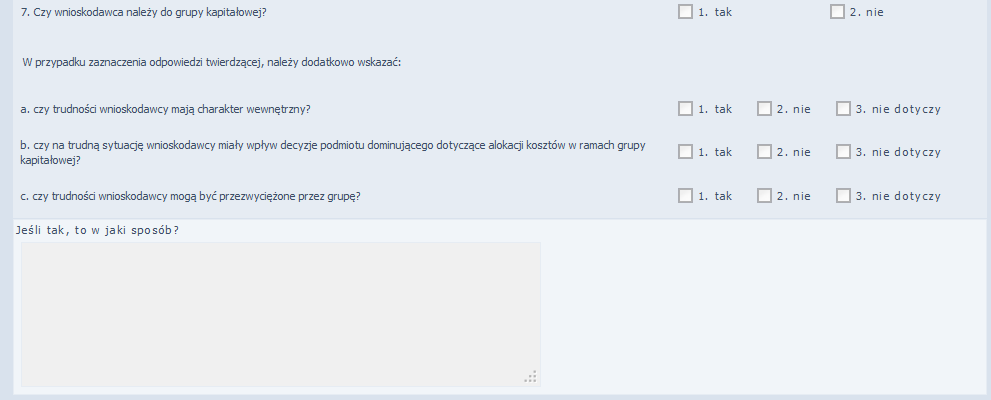 7. Czy wnioskodawca należy do grupy kapitałowej? 1. tak 2. nie
W przypadku zaznaczenia odpowiedzi twierdzącej, należy dodatkowo wskazać:
a. czy trudności wnioskodawcy mają charakter wewnętrzny? 1. tak 2. nie 3. nie dotyczy
b. czy na trudną sytuację wnioskodawcy miały wpływ decyzje podmiotu dominującego dotyczące alokacji kosztów w ramach grupy
kapitałowej? 1. tak 2. nie 3. nie dotyczy
c. czy trudności wnioskodawcy mogą być przezwyciężone przez grupę? 1. tak 2. nie 3. nie dotyczy
Jeśli tak, to w jaki sposób?